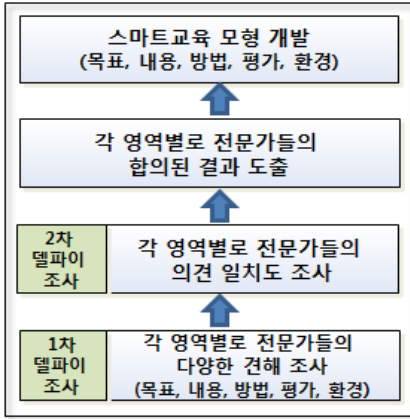 스마트교육 모형 개발
(목표, 내용, 방법, 평가, 환경)
각 영역별로 전문가들의
합의된 결과 도출
2차
델파이
조사
각 영역별로 전문가들의
의견 일치도 조사
1차
델파이
조사
각 영역별로 전문가들의
다양한 견해 조사
(목표, 내용, 방법, 평가, 환경)